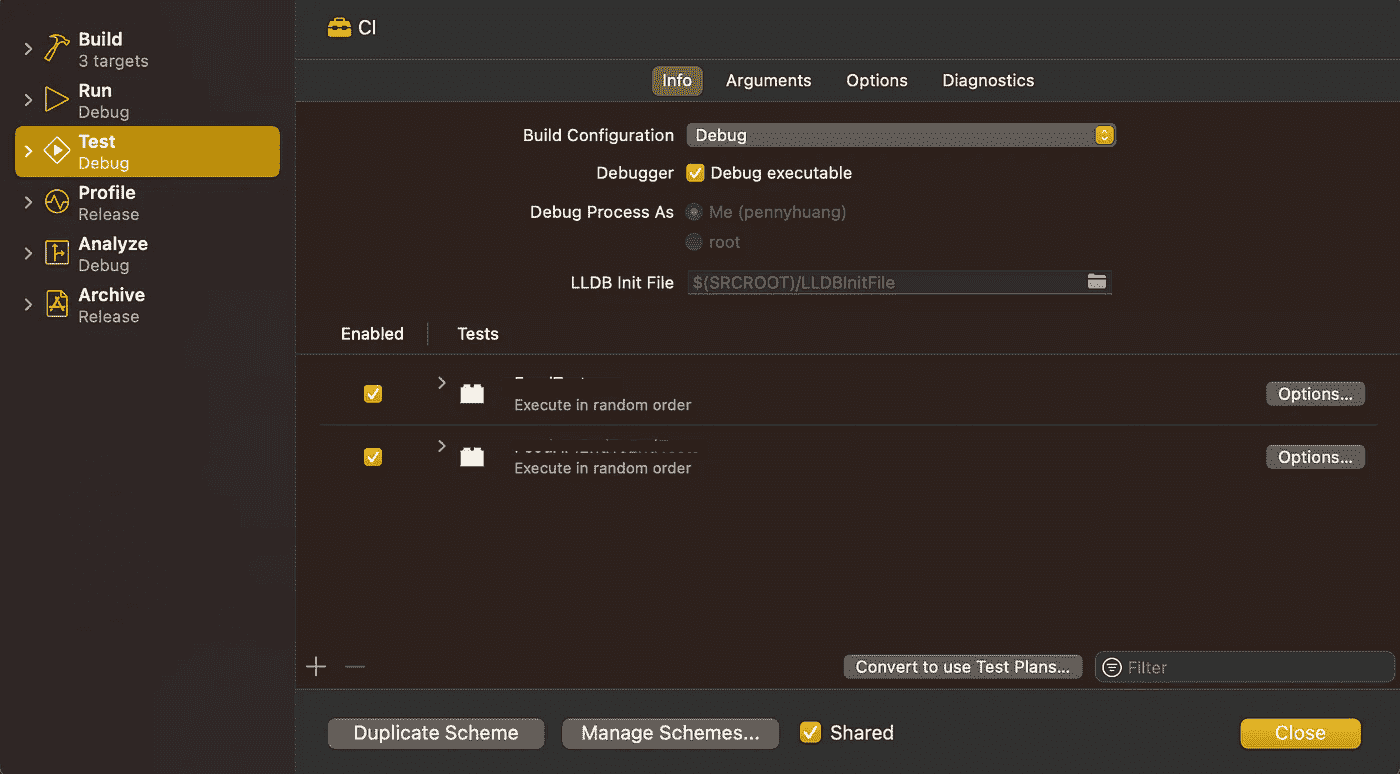 CI
Build
3 targets
Run
Debug
Test
Debug
Profile
Release
Analyze
Debug
Archive
Release
Info Arguments Options Diagnostics
Build Configuration Debug
Debugger Debug executable
Debug Process As Me (pennyhuang)
root
LLDB Init File $(SRCROOT)/LLDBInitFile
Enabled Tests
Execute in random order
Options...
Execute in random order
Options...
Convert to use Test Plans... Filter
Duplicate Scheme Manage Schemes... Shared Close